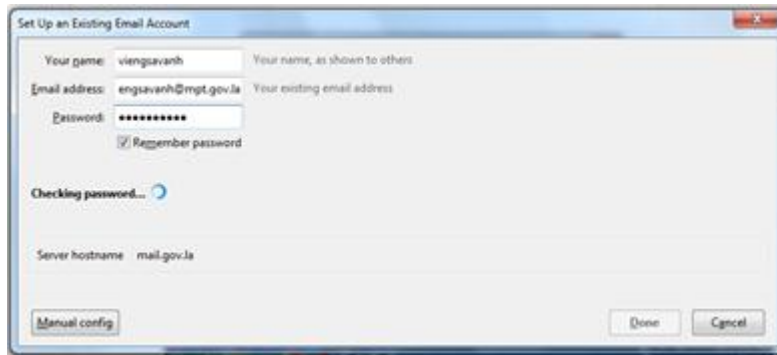 Set Up an Existing Email Account
Your name: viengsavanh Your name, as shown to others
Email address: engsavanh@mpt.gov.la Your existing email address
Password: ••••••••••
Remember password
Checking password...
Server hostname mail.gov.la
Manual config Done Cancel